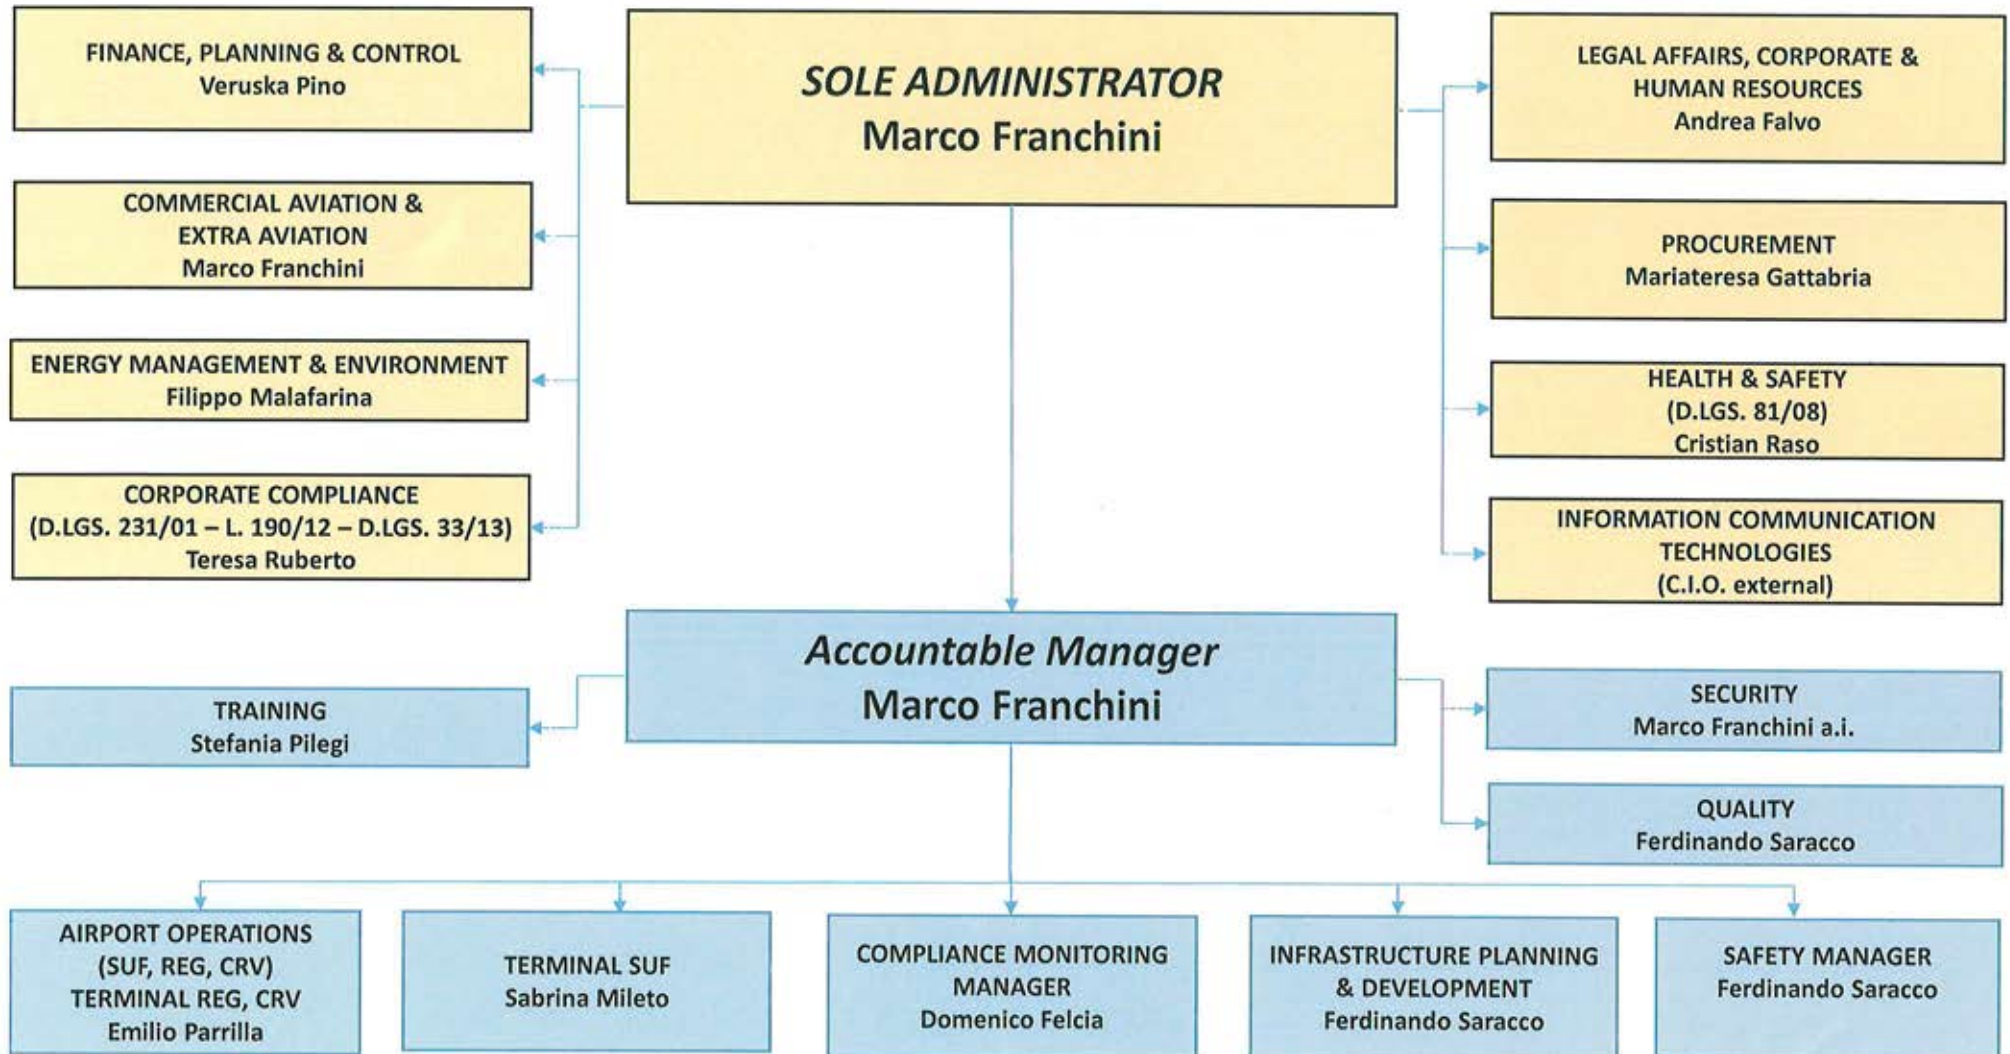 FINANCE, PLANNING & CONTROL
Veruska Pino
SOLE ADMINISTRATOR
Marco Franchini
LEGAL AFFAIRS, CORPORATE &
HUMAN RESOURCES
Andrea Falvo
COMMERCIAL AVIATION &
EXTRA AVIATION
Marco Franchini
PROCUREMENT
Mariateresa Gattabria
ENERGY MANAGEMENT & ENVIRONMENT
Filippo Malafarina
HEALTH & SAFETY
(D.LGS. 81/08)
Cristian Raso
CORPORATE COMPLIANCE
(D.LGS. 231/01 – L. 190/12 – D.LGS. 33/13)
Teresa Ruberto
INFORMATION COMMUNICATION
TECHNOLOGIES
(C.I.O. external)
Accountable Manager
Marco Franchini
TRAINING
Stefania Pilegi
SECURITY
Marco Franchini a.i.
QUALITY
Ferdinando Saracco
AIRPORT OPERATIONS
(SUF, REG, CRV)
TERMINAL REG, CRV
Emilio Parrilla
TERMINAL SUF
Sabrina Mileto
COMPLIANCE MONITORING
MANAGER
Domenico Felcia
INFRASTRUCTURE PLANNING
& DEVELOPMENT
Ferdinando Saracco
SAFETY MANAGER
Ferdinando Saracco